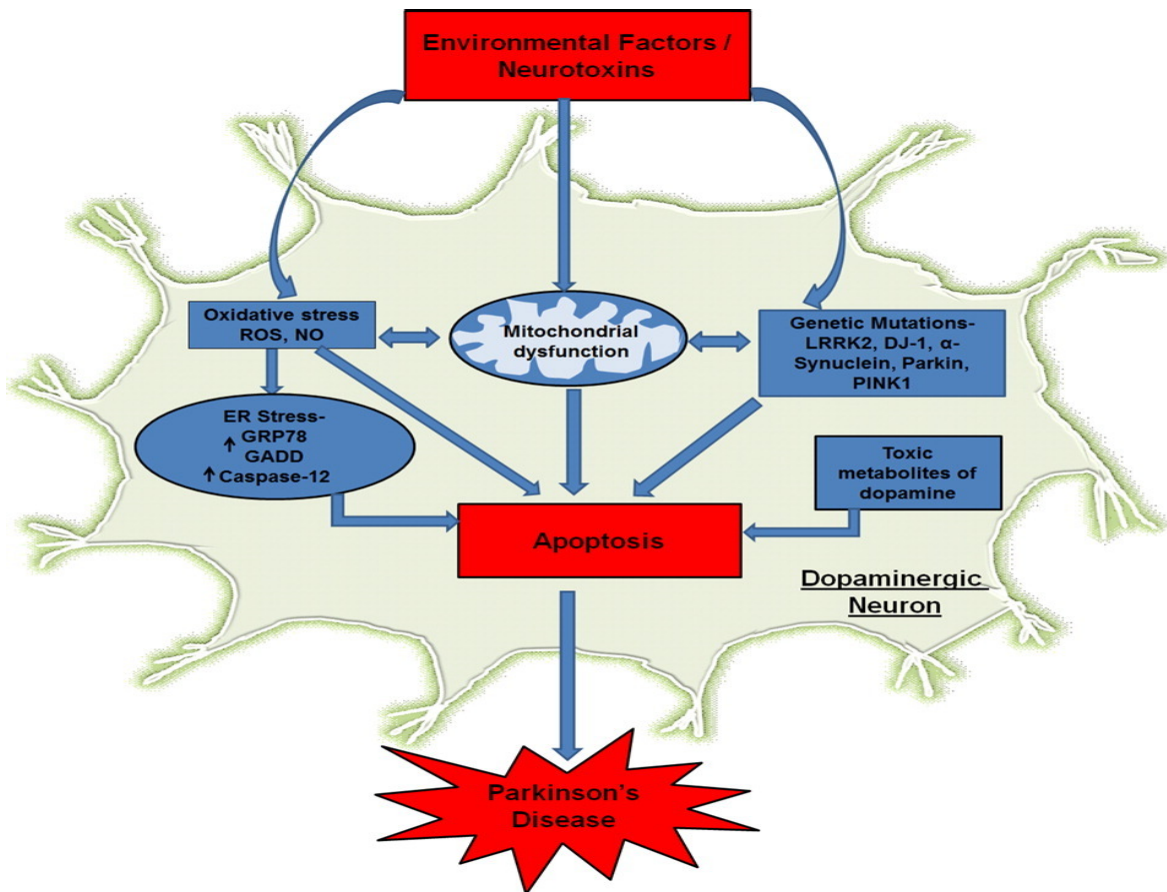 Environmental Factors /
Neurotoxins
Oxidative stress
ROS, NO
Mitochondrial
dysfunction
Genetic Mutations-
LRRK2, DJ-1, α-
Synuclein, Parkin,
PINK1
ER Stress-
GRP78
↑ GADD
↑ Caspase-12
Toxic
metabolites of
dopamine
Apoptosis
Dopaminergic
Neuron
Parkinson's
Disease